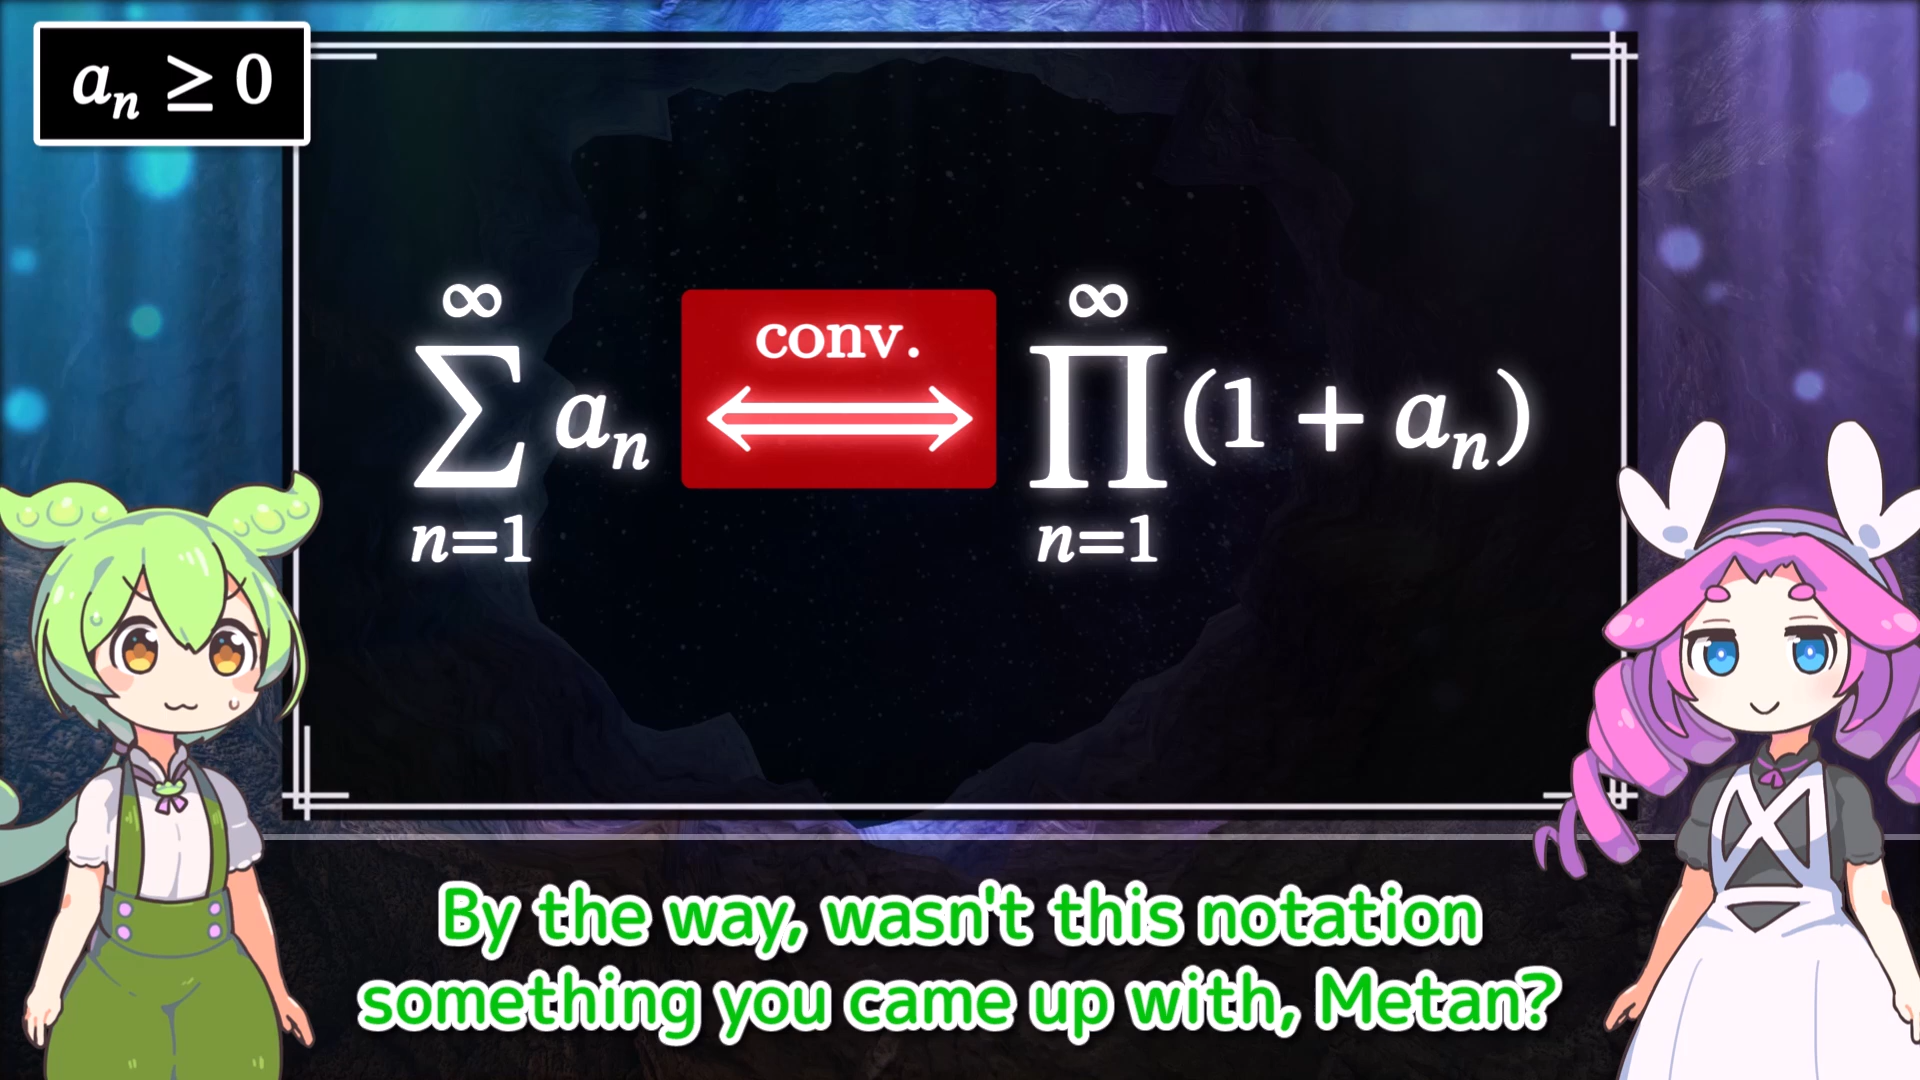 aₙ ≥ 0
∞ conv. ∞
∑ aₙ ⟺ ∏ (1 + aₙ)
n=1 n=1
By the way, wasn't this notation
something you came up with, Metan?